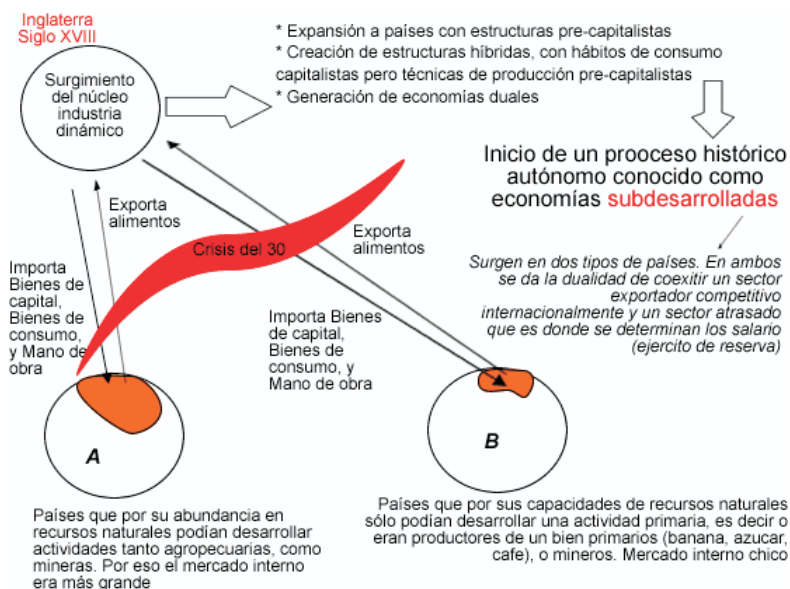 Inglaterra
Siglo XVIII
Surgimiento
del núcleo
industria
dinámico
* Expansión a países con estructuras pre-capitalistas
* Creación de estructuras híbridas, con hábitos de consumo
capitalistas pero técnicas de producción pre-capitalistas
* Generación de economías duales
Inicio de un prooceso histórico
autónomo conocido como
economías subdesarrolladas
Surgen en dos tipos de países. En ambos
se da la dualidad de coexitir un sector
exportador competitivo
internacionalmente y un sector atrasado
que es donde se determinan los salario
(ejercito de reserva)
Exporta
alimentos
Crisis del 30
Exporta
alimentos
Importa
Bienes de
capital,
Bienes de
consumo,
y Mano de
obra
Importa Bienes
de capital,
Bienes de
consumo, y
Mano de obra
A
B
Países que por su abundancia en
recursos naturales podían desarrollar
actividades tanto agropecuarias, como
mineras. Por eso el mercado interno
era más grande
Países que por sus capacidades de recursos naturales
sólo podían desarrollar una actividad primaria, es decir o
eran productores de un bien primarios (banana, azucar,
cafe), o mineros. Mercado interno chico